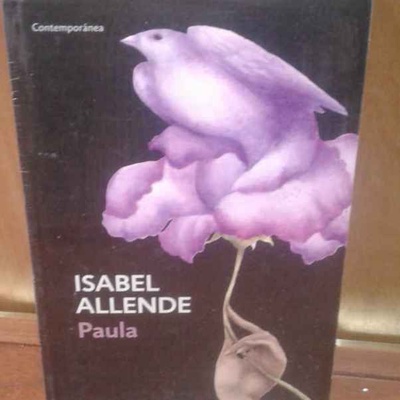 Contemporánea
ISABEL
ALLENDE
Paula